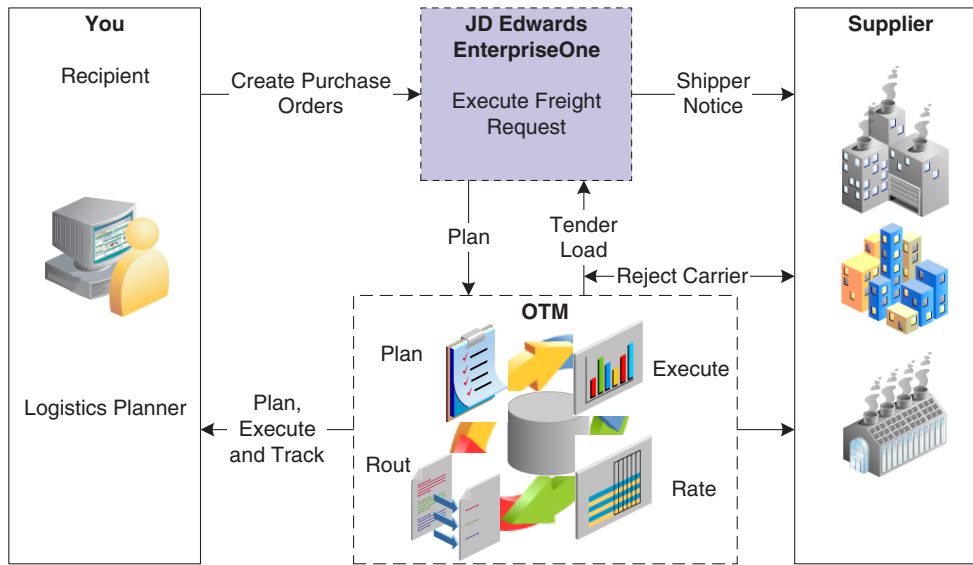 You
Recipient
Logistics Planner
Create Purchase
Orders
JD Edwards
EnterpriseOne
Execute Freight
Request
Shipper
Notice
Supplier
Plan
Tender
Load
Reject Carrier
OTM
Plan
Execute
Rout
Rate
Plan,
Execute
and Track